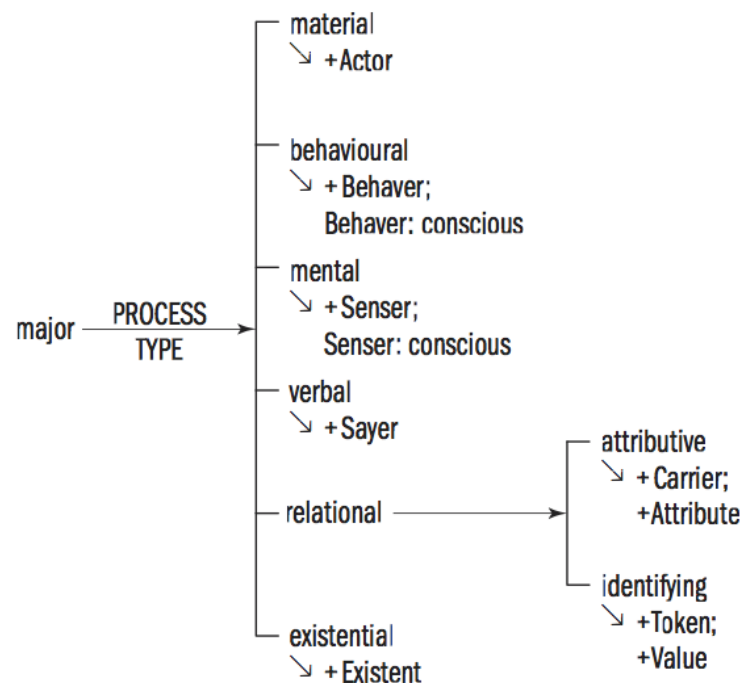 material
↘ +Actor
behavioural
↘ +Behaver;
Behaver: conscious
mental
↘ +Senser;
Senser: conscious
major
PROCESS
TYPE
verbal
↘ +Sayer
relational
attributive
↘ +Carrier;
+Attribute
identifying
↘ +Token;
+Value
existential
↘ +Existent